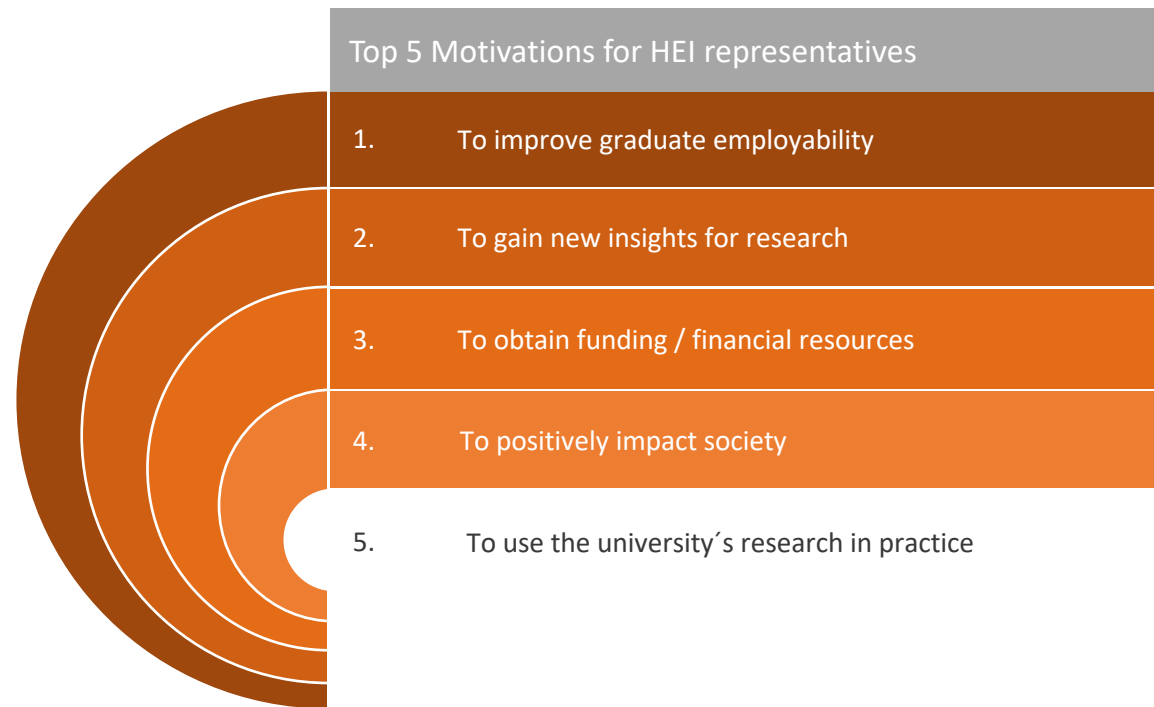 Top 5 Motivations for HEI representatives
1. To improve graduate employability
2. To gain new insights for research
3. To obtain funding / financial resources
4. To positively impact society
5. To use the university´s research in practice